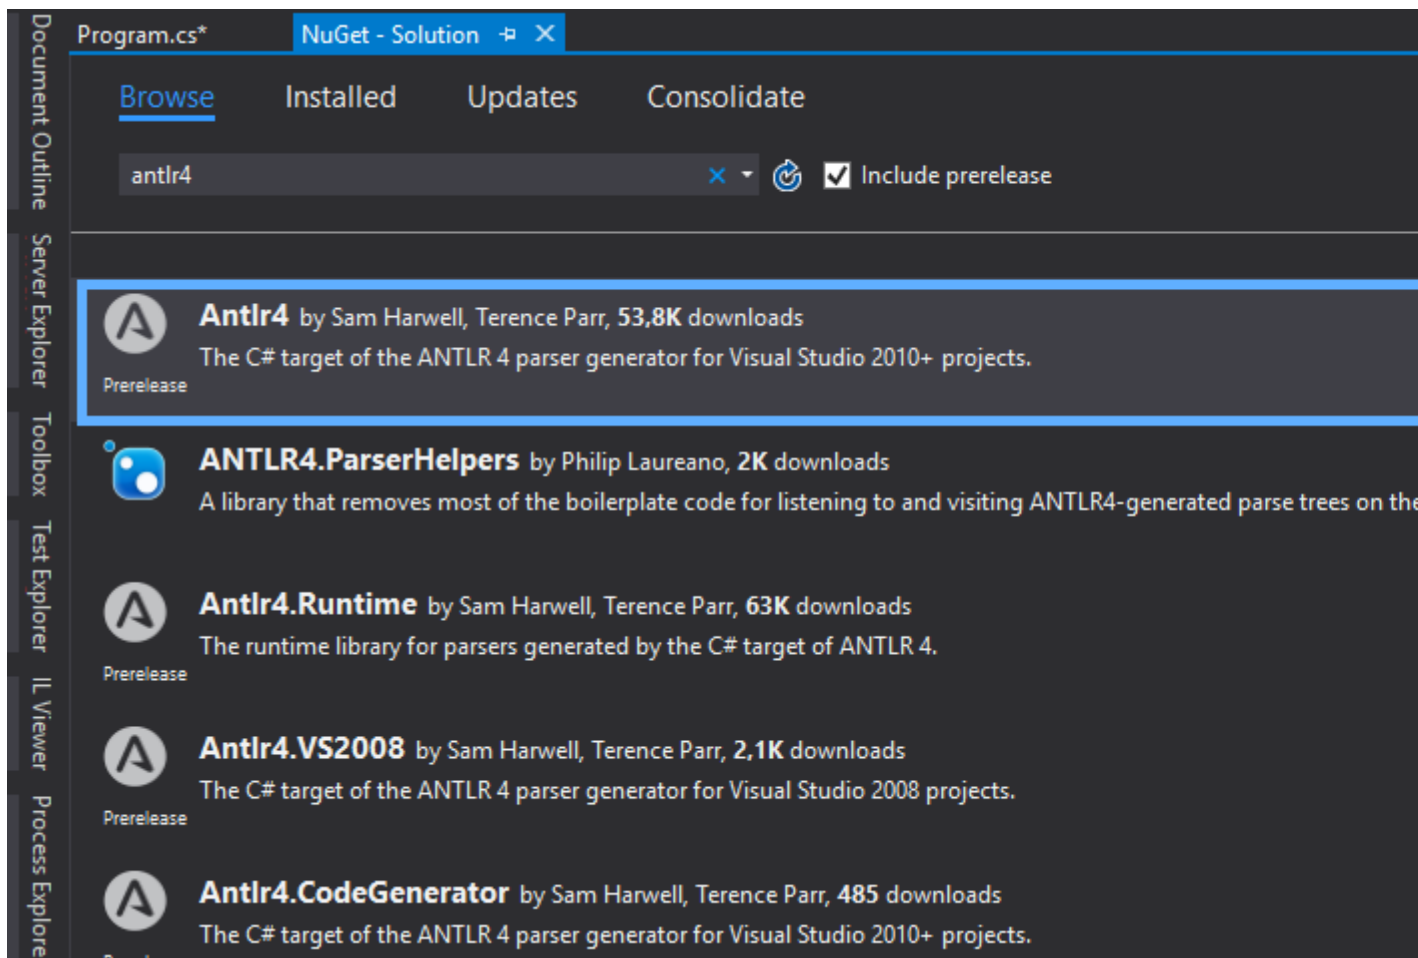 Program.cs*
NuGet - Solution
Browse
Installed
Updates
Consolidate
antlr4
Include prerelease
Antlr4 by Sam Harwell, Terence Parr, 53,8K downloads
The C# target of the ANTLR 4 parser generator for Visual Studio 2010+ projects.
Prerelease
ANTLR4.ParserHelpers by Philip Laureano, 2K downloads
A library that removes most of the boilerplate code for listening to and visiting ANTLR4-generated parse trees on the
Antlr4.Runtime by Sam Harwell, Terence Parr, 63K downloads
The runtime library for parsers generated by the C# target of ANTLR 4.
Prerelease
Antlr4.VS2008 by Sam Harwell, Terence Parr, 2,1K downloads
The C# target of the ANTLR 4 parser generator for Visual Studio 2008 projects.
Prerelease
Antlr4.CodeGenerator by Sam Harwell, Terence Parr, 485 downloads
The C# target of the ANTLR 4 parser generator for Visual Studio 2010+ projects.
Document Outline
Server Explorer
Toolbox
Test Explorer
IL Viewer
Process Explore